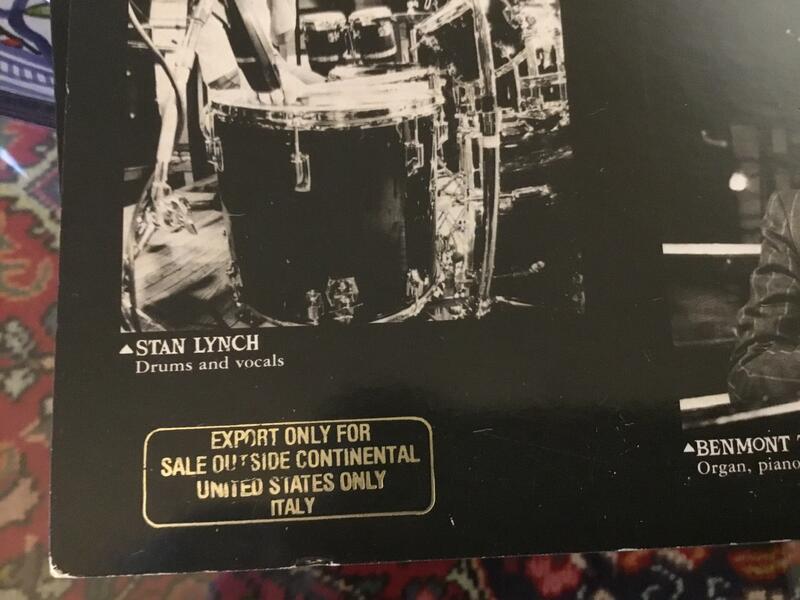 ▲STAN LYNCH
Drums and vocals
▲BENMONT
Organ, piano
EXPORT ONLY FOR
SALE OUTSIDE CONTINENTAL
UNITED STATES ONLY
ITALY